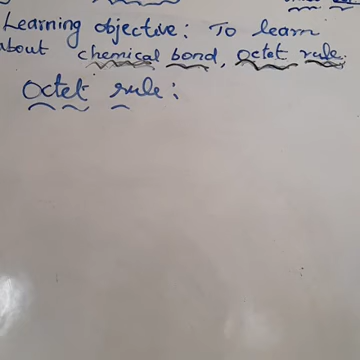 Learning objective: To learn
about chemical bond, octet rule.
Octet rule: